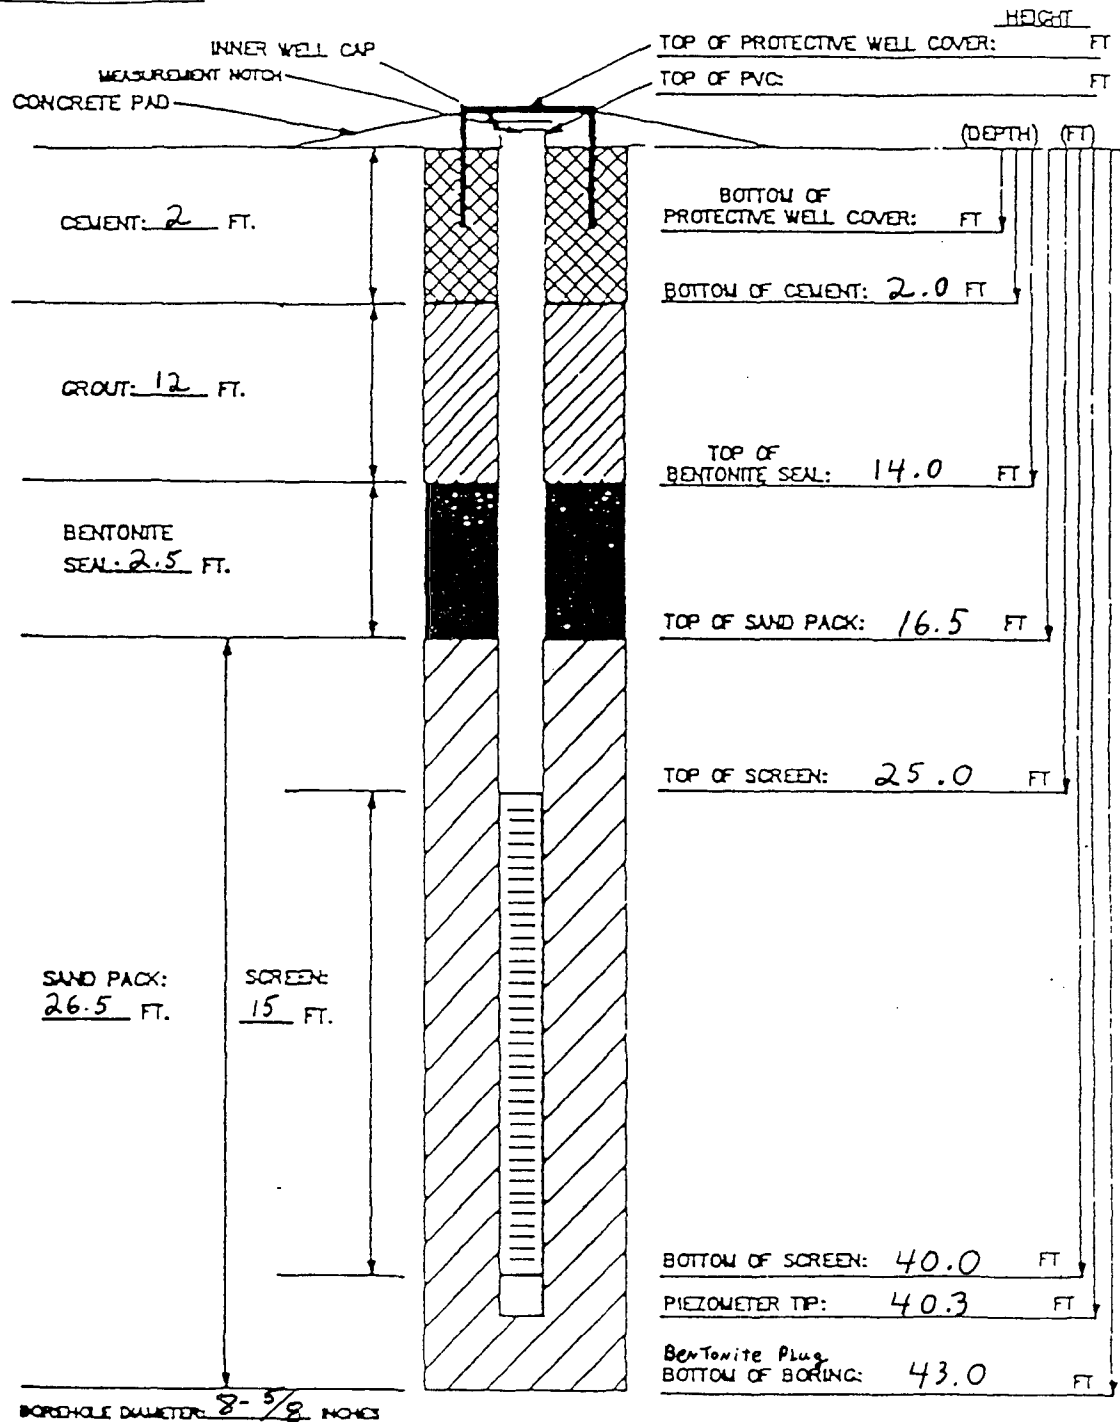 HEIGHT
INNER WELL CAP
TOP OF PROTECTIVE WELL COVER: FT
MEASUREMENT NOTCH
TOP OF PVC: FT
CONCRETE PAD
(DEPTH) (FT)
CEMENT: 2 FT.
BOTTOM OF
PROTECTIVE WELL COVER: FT
BOTTOM OF CEMENT: 2.0 FT
GROUT: 12 FT.
TOP OF
BENTONITE SEAL: 14.0 FT
BENTONITE
SEAL: 2.5 FT.
TOP OF SAND PACK: 16.5 FT
TOP OF SCREEN: 25.0 FT
SAND PACK:
26.5 FT.
SCREEN:
15 FT.
BOTTOM OF SCREEN: 40.0 FT
PIEZOMETER TIP: 40.3 FT
BenTonite Plug
BOTTOM OF BORING: 43.0 FT
BOREHOLE DIAMETER: 8-5/8 INCHES